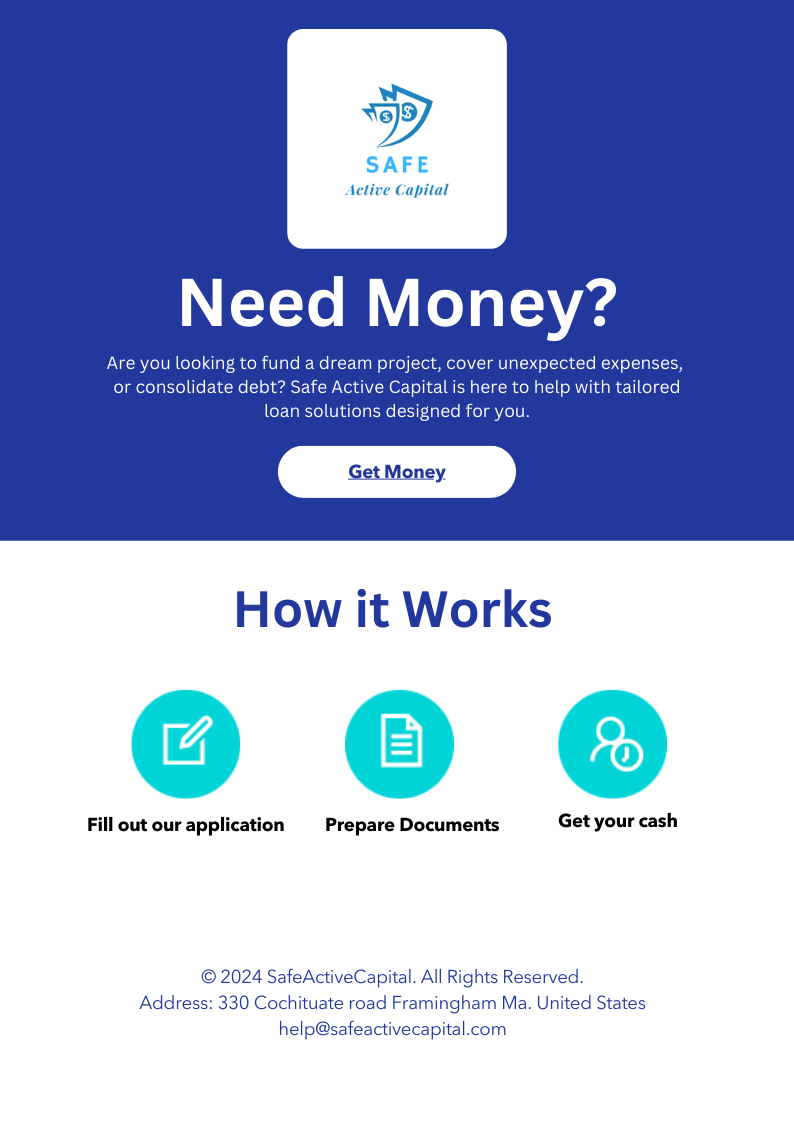 SAFE
Active Capital
Need Money?
Are you looking to fund a dream project, cover unexpected expenses,
or consolidate debt? Safe Active Capital is here to help with tailored
loan solutions designed for you.
Get Money
How it Works
Fill out our application
Prepare Documents
Get your cash
© 2024 SafeActiveCapital. All Rights Reserved.
Address: 330 Cochituate road Framingham Ma. United States
help@safeactivecapital.com